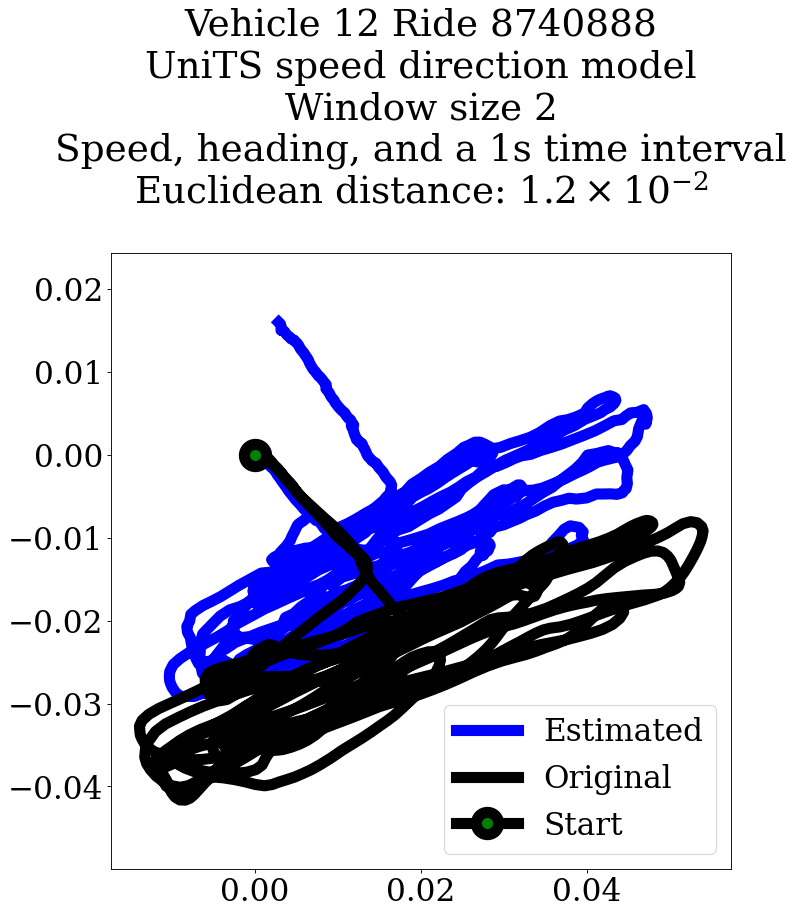 Vehicle 12 Ride 8740888
UniTS speed direction model
Window size 2
Speed, heading, and a 1s time interval
Euclidean distance: 1.2 × 10⁻²
0.02
0.01
0.00
−0.01
−0.02
−0.03
−0.04
Estimated
Original
Start
0.00 0.02 0.04